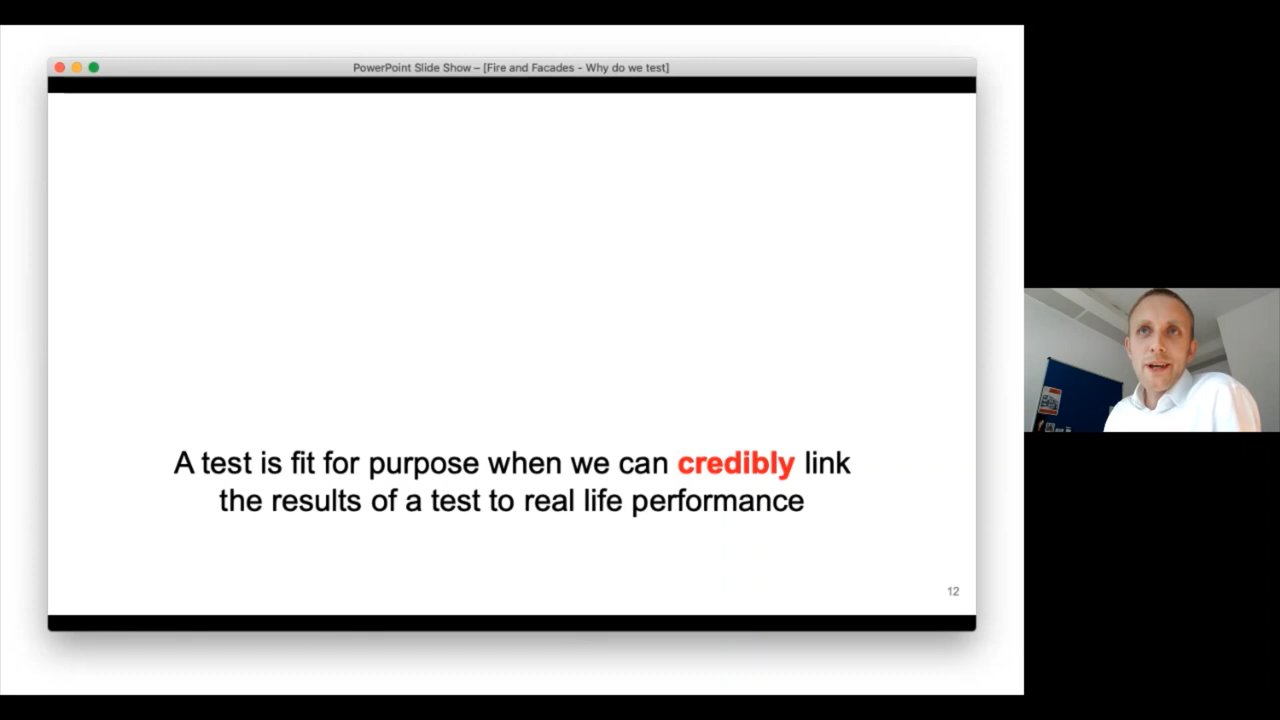 PowerPoint Slide Show – [Fire and Facades - Why do we test]
A test is fit for purpose when we can credibly link
the results of a test to real life performance
12